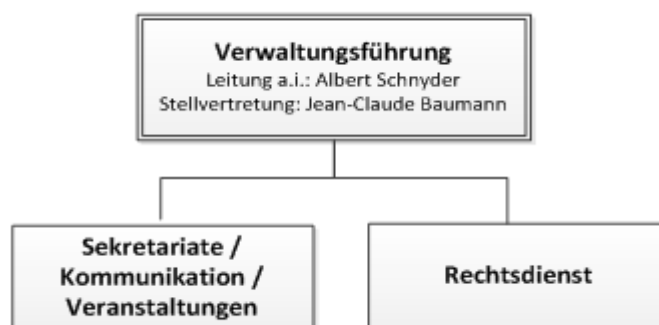 Verwaltungsführung
Leitung a.i.: Albert Schnyder
Stellvertretung: Jean-Claude Baumann
Sekretariate /
Kommunikation /
Veranstaltungen
Rechtsdienst